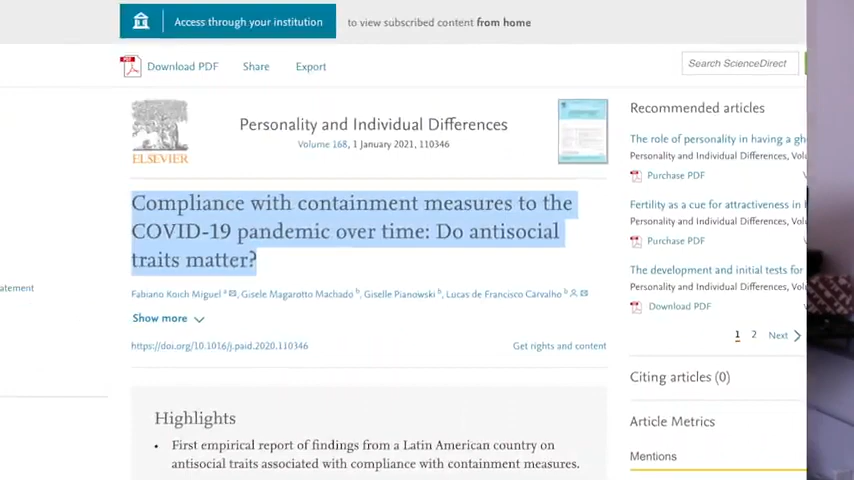 Access through your institution to view subscribed content from home
PDF Download PDF Share Export Search ScienceDirect
ELSEVIER
Personality and Individual Differences
Volume 168, 1 January 2021, 110346
Compliance with containment measures to the
COVID-19 pandemic over time: Do antisocial
traits matter?
Fabiano Koich Miguel a, Gisele Magarotto Machado b, Giselle Pianowski b, Lucas de Francisco Carvalho b
Show more
https://doi.org/10.1016/j.paid.2020.110346 Get rights and content
Highlights
• First empirical report of findings from a Latin American country on
antisocial traits associated with compliance with containment measures.
atement
Recommended articles
The role of personality in having a
Personality and Individual Differences,
Purchase PDF
Fertility as a cue for attractiveness in
Personality and Individual Differences,
Purchase PDF
The development and initial tests for
Personality and Individual Differences,
Download PDF
1 2 Next
Citing articles (0)
Article Metrics
Mentions